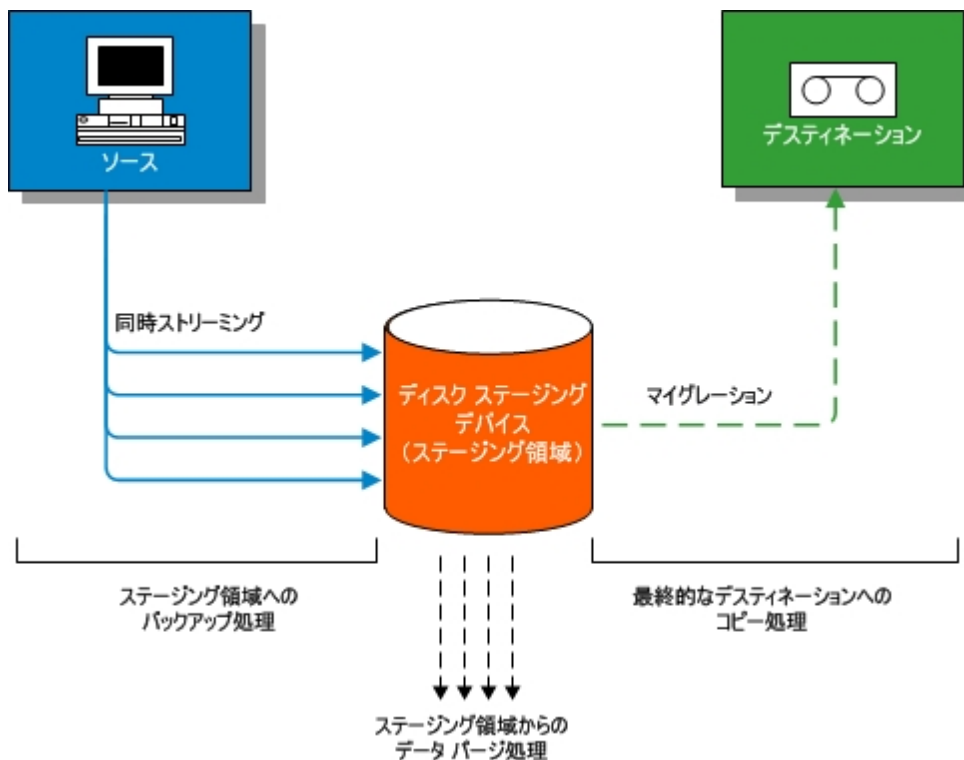 ソース
デスティネーション
同時ストリーミング
ディスク ステージング
デバイス
（ステージング領域）
マイグレーション
ステージング領域への
バックアップ処理
最終的なデスティネーションへの
コピー処理
ステージング領域からの
データ パージ処理